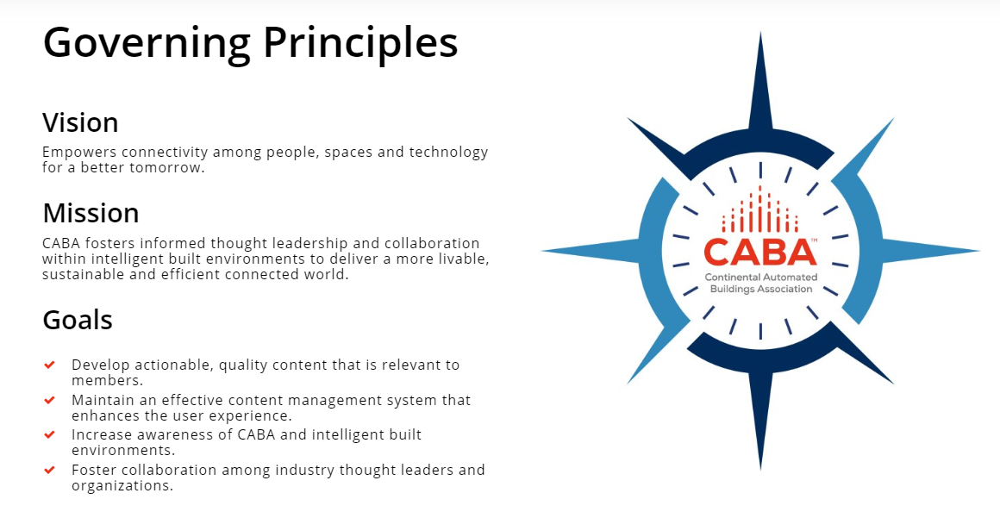 Governing Principles
Vision
Empowers connectivity among people, spaces and technology
for a better tomorrow.
Mission
CABA fosters informed thought leadership and collaboration
within intelligent built environments to deliver a more livable,
sustainable and efficient connected world.
Goals
Develop actionable, quality content that is relevant to
members.
Maintain an effective content management system that
enhances the user experience.
Increase awareness of CABA and intelligent built
environments.
Foster collaboration among industry thought leaders and
organizations.
CABA™
Continental Automated
Buildings Association